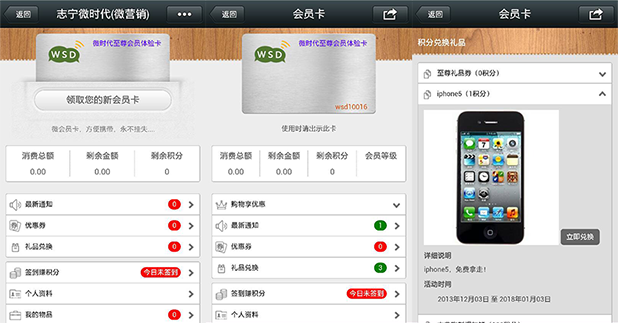 返回
志宁微时代(微营销)
微时代至尊会员体验卡
WSD
领取您的新会员卡
微会员卡，方便携带，永不挂失...
消费总额 剩余金额 剩余积分
0.00 0.00 0.00
最新通知 0
优惠券 0
礼品兑换 0
签到赚积分 今日未签到
个人资料
我的物品 0
返回
会员卡
微时代至尊会员体验卡
WSD
wsd10016
使用时请出示此卡
消费总额 剩余金额 剩余积分 会员等级
0.00 0.00 0.00
购物享优惠
最新通知 1
优惠券 0
礼品兑换 3
签到赚积分 今日未签到
个人资料
返回
会员卡
积分兑换礼品
至尊礼品券（0积分）
iphone5（1积分）
立即兑换
详细说明
iphone5，免费拿走！
活动时间
2013年12月03日 至 2018年01月03日